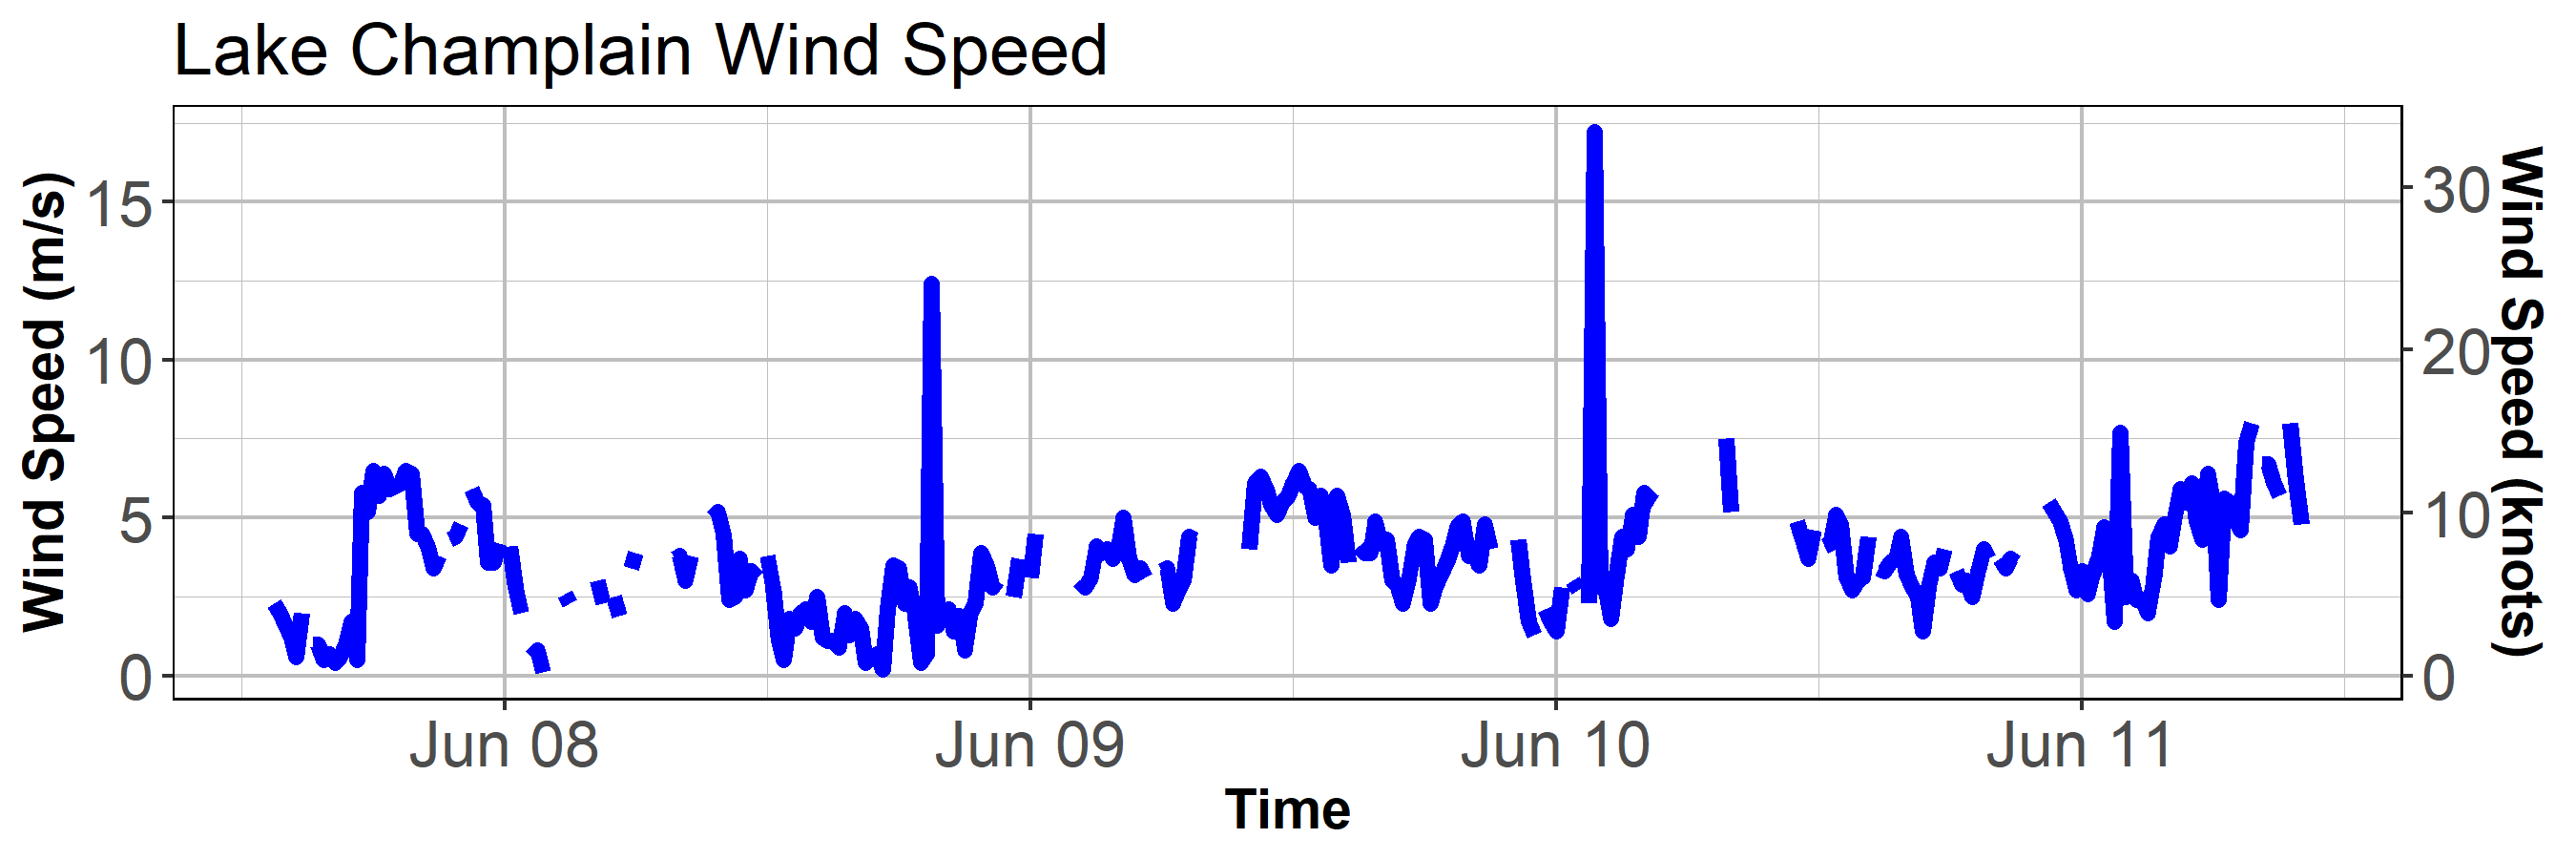 Lake Champlain Wind Speed
Wind Speed (m/s)
15
10
5
0
30
20
10
0
Wind Speed (knots)
Jun 08
Jun 09
Jun 10
Jun 11
Time